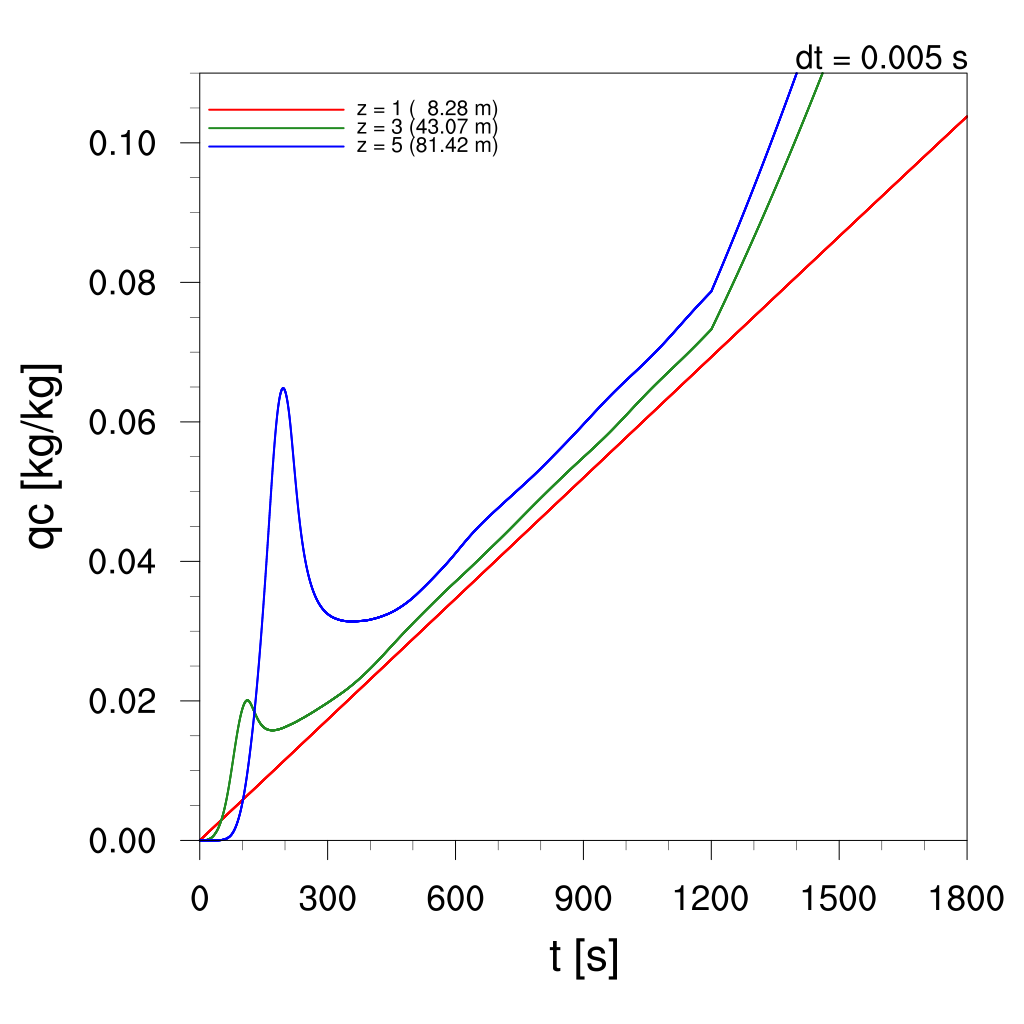 dt = 0.005 s
z = 1 ( 8.28 m)
z = 3 (43.07 m)
z = 5 (81.42 m)
0.10
0.08
0.06
0.04
0.02
0.00
qc [kg/kg]
0 300 600 900 1200 1500 1800
t [s]